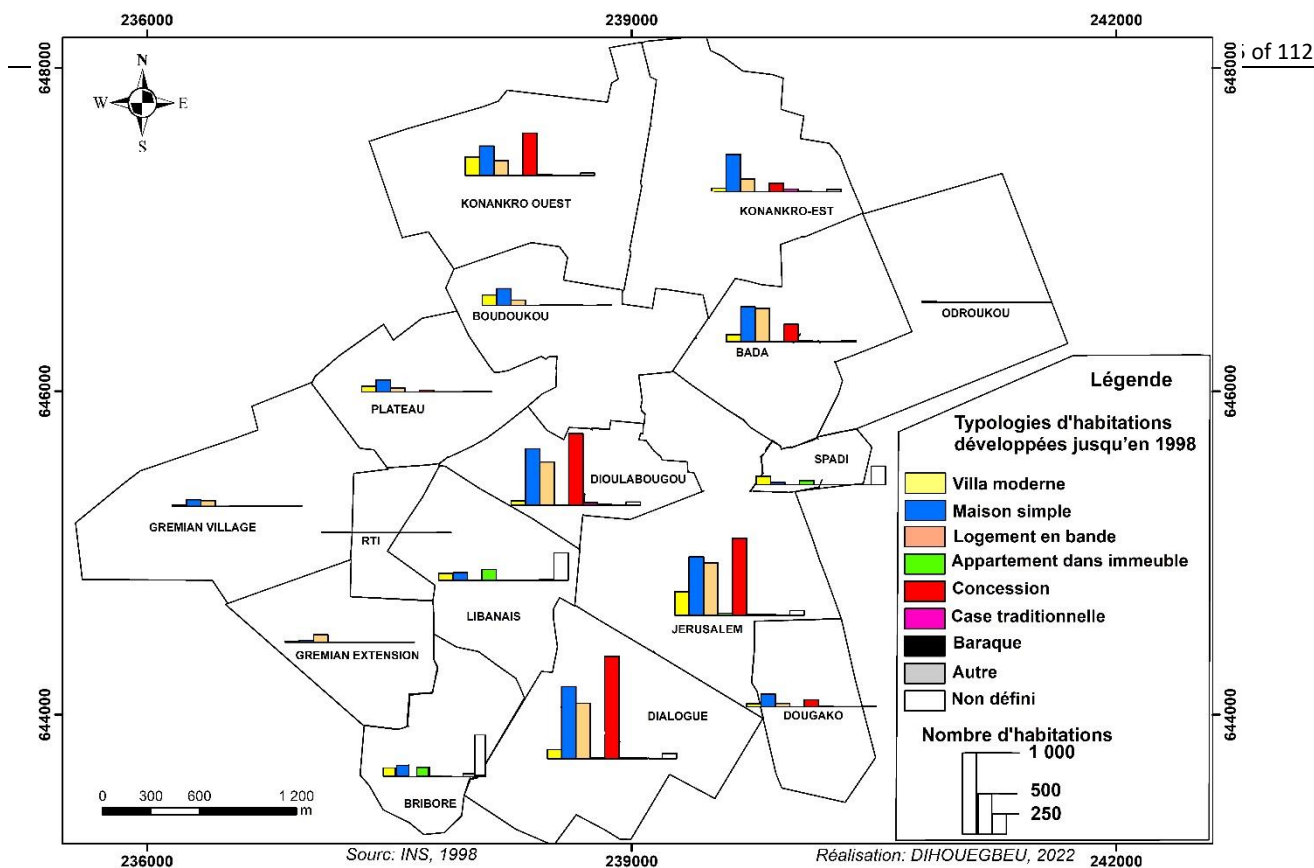 236000 239000 242000
648000 648000
5 of 112
N
W E
S
KONANKRO OUEST
KONANKRO-EST
BOUDOUKOU
BADA
ODROUKOU
646000 646000
PLATEAU
DIOULABOUGOU
SPADI
GREMIAN VILLAGE
RTI
LIBANAIS
JERUSALEM
GREMIAN EXTENSION
DIALOGUE
DOUGAKO
644000 644000
BRIBORE
Légende
Typologies d'habitations
développées jusqu'en 1998
Villa moderne
Maison simple
Logement en bande
Appartement dans immeuble
Concession
Case traditionnelle
Baraque
Autre
Non défini
Nombre d'habitations
1 000
500
250
0 300 600 1 200
m
Sourc: INS, 1998
Réalisation: DIHOUEGBEU, 2022
236000 239000 242000